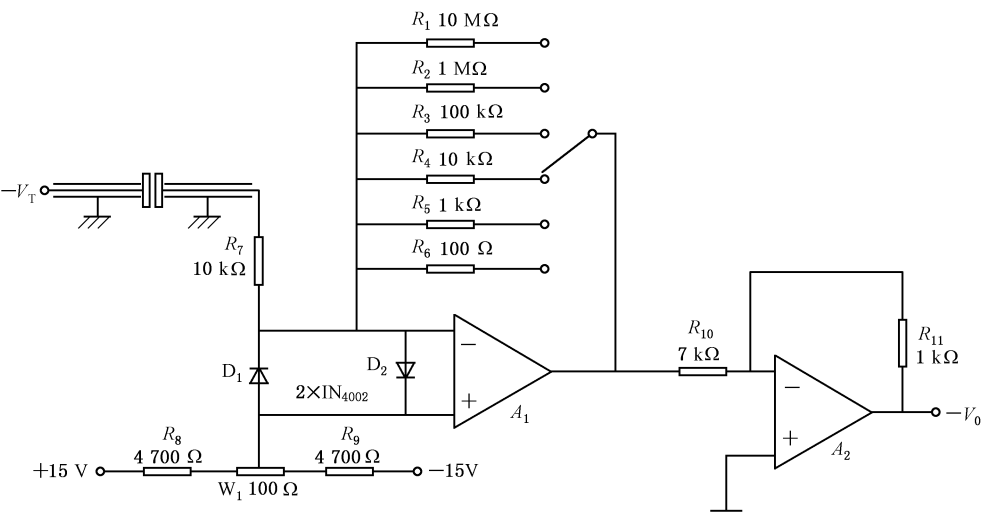 R₁ 10 MΩ
R₂ 1 MΩ
R₃ 100 kΩ
R₄ 10 kΩ
R₅ 1 kΩ
R₆ 100 Ω
−V_T
R₇
10 kΩ
D₁
D₂
2×IN₄₀₀₂
−
+
A₁
R₁₀
7 kΩ
R₁₁
1 kΩ
−
+
A₂
−V₀
R₈
4 700 Ω
R₉
4 700 Ω
+15 V
−15V
W₁ 100 Ω